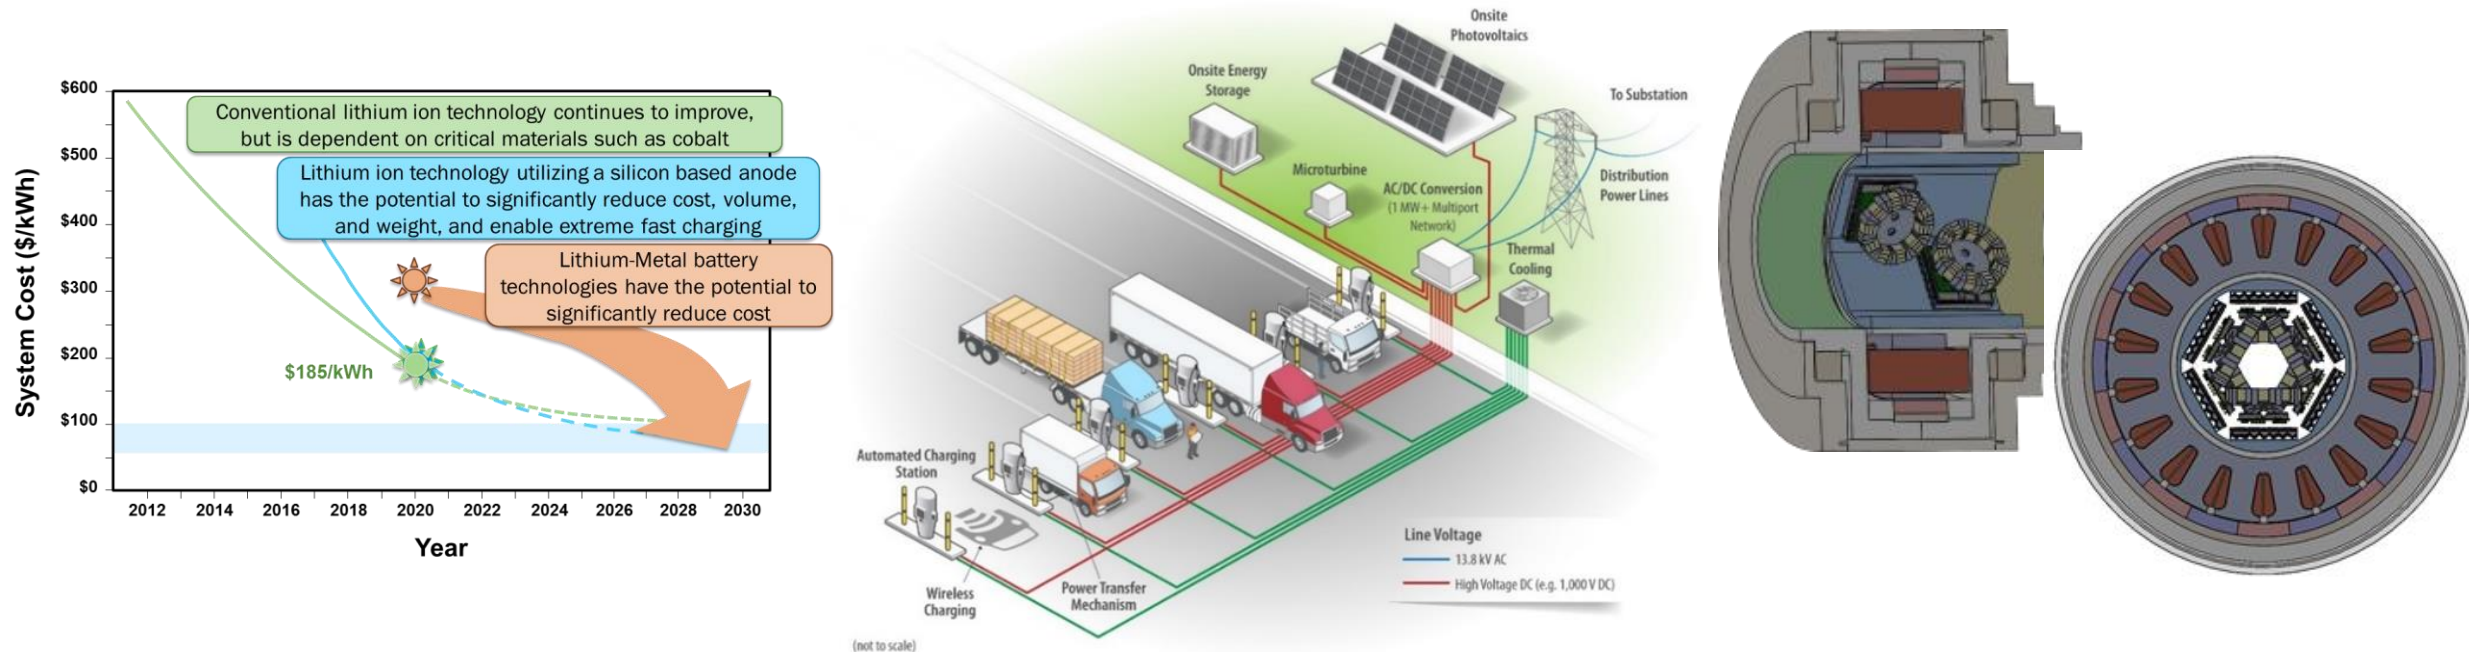 $600
$500
$400
$300
$200
$100
$0
System Cost ($/kWh)
Conventional lithium ion technology continues to improve,
but is dependent on critical materials such as cobalt
Lithium ion technology utilizing a silicon based anode
has the potential to significantly reduce cost, volume,
and weight, and enable extreme fast charging
Lithium-Metal battery
technologies have the potential to
significantly reduce cost
$185/kWh
2012 2014 2016 2018 2020 2022 2024 2026 2028 2030
Year
Onsite
Photovoltaics
Onsite Energy
Storage
To Substation
Microturbine
AC/DC Conversion
(1 MW+ Multiport
Network)
Distribution
Power Lines
Thermal
Cooling
Automated Charging
Station
Wireless
Charging
Power Transfer
Mechanism
Line Voltage
13.8 kV AC
High Voltage DC (e.g. 1,000 V DC)
(not to scale)